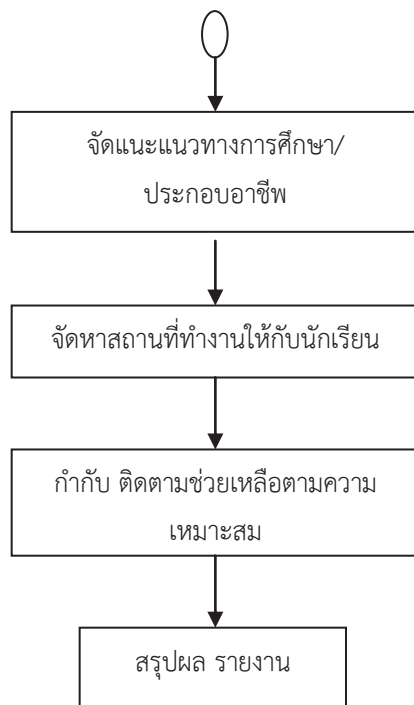 จัดแนะแนวทางการศึกษา/
ประกอบอาชีพ
จัดหาสถานที่ทำงานให้กับนักเรียน
กำกับ ติดตามช่วยเหลือตามความ
เหมาะสม
สรุปผล รายงาน